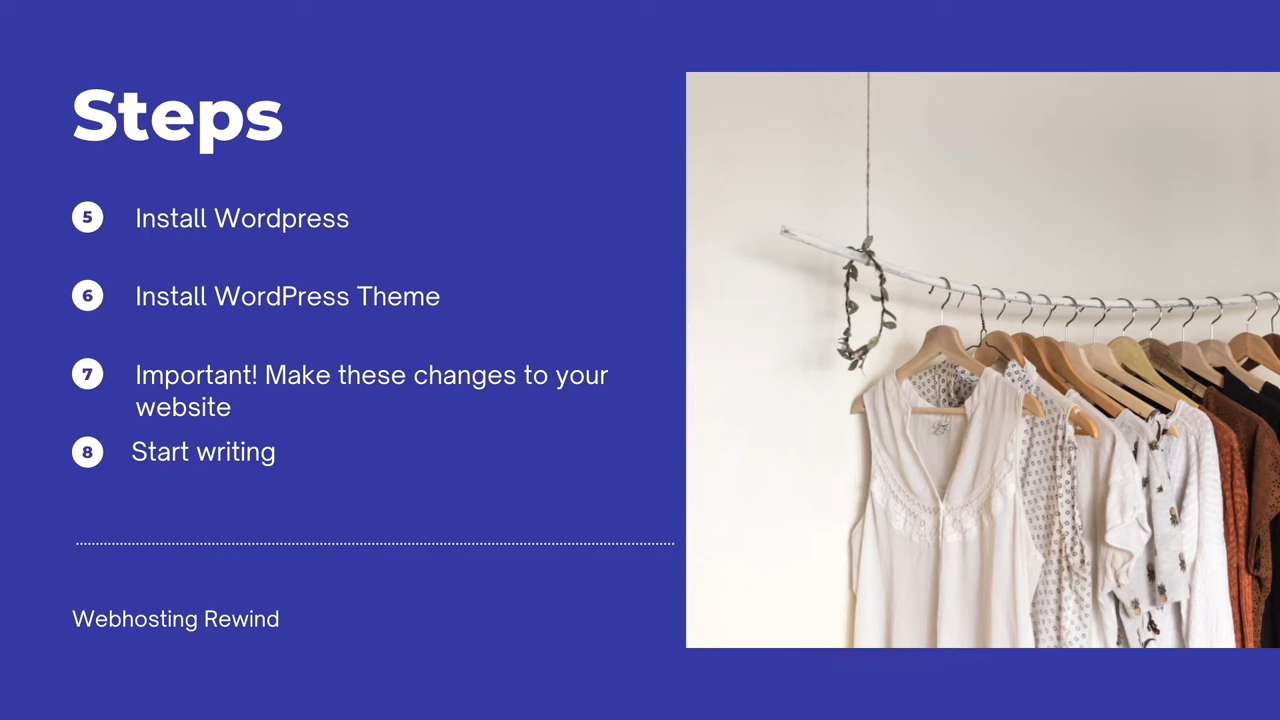 Steps
5 Install Wordpress
6 Install WordPress Theme
7 Important! Make these changes to your
website
8 Start writing
Webhosting Rewind